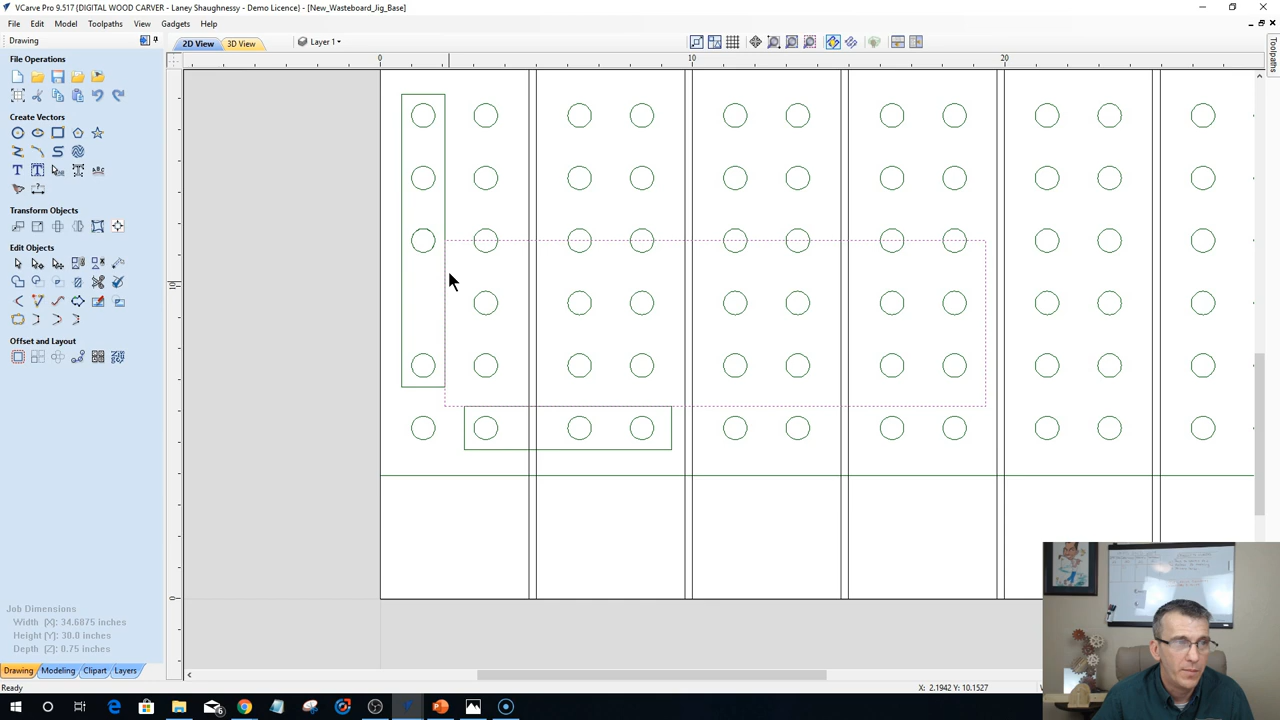 VCarve Pro 9.517 {DIGITAL WOOD CARVER - Laney Shaughnessy - Demo Licence} - [New_Wasteboard_Jig_Base]
File Edit Model Toolpaths View Gadgets Help
Drawing
2D View 3D View Layer 1
Toolpaths
File Operations
0 10 20
Create Vectors
Transform Objects
Edit Objects
10
Offset and Layout
0
Job Dimensions
Width (X): 34.6875 inches
Height (Y): 30.0 inches
Depth (Z): 0.75 inches
Drawing Modeling Clipart Layers
Ready
X: 2.1942 Y: 10.1527